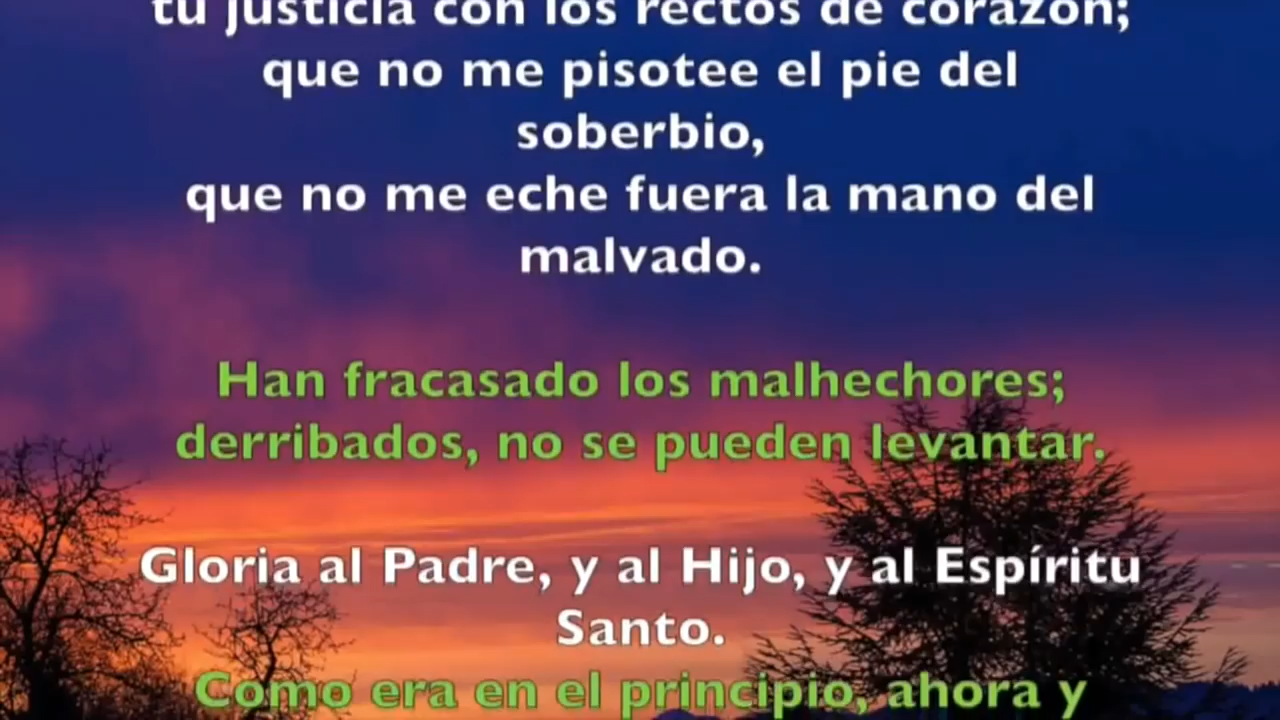 tu justicia con los rectos de corazón;
que no me pisotee el pie del
soberbio,
que no me eche fuera la mano del
malvado.
Han fracasado los malhechores;
derribados, no se pueden levantar.
Gloria al Padre, y al Hijo, y al Espíritu
Santo.
Como era en el principio, ahora y